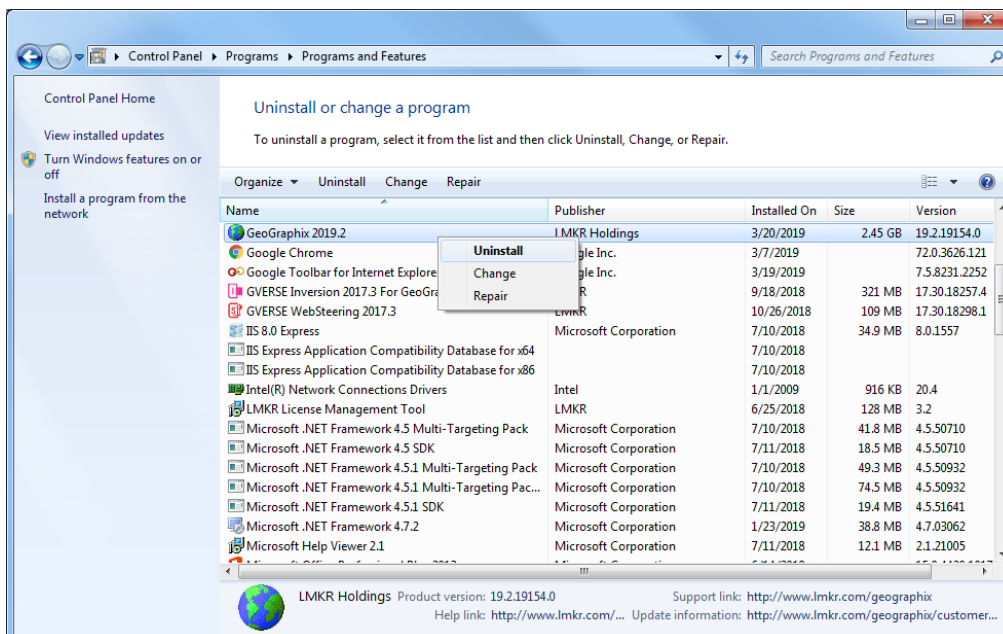 Control Panel Programs Programs and Features Search Programs and Features
Control Panel Home
View installed updates
Turn Windows features on or
off
Install a program from the
network
Uninstall or change a program
To uninstall a program, select it from the list and then click Uninstall, Change, or Repair.
Organize Uninstall Change Repair
Name Publisher Installed On Size Version
GeoGraphix 2019.2 LMKR Holdings 3/20/2019 2.45 GB 19.2.19154.0
Google Chrome gle Inc. 3/7/2019 72.0.3626.121
Google Toolbar for Internet Explore gle Inc. 3/19/2019 7.5.8231.2252
GVERSE Inversion 2017.3 For GeoGra R 9/18/2018 321 MB 17.30.18257.4
GVERSE WebSteering 2017.3 LMKR 10/26/2018 109 MB 17.30.18298.1
IIS 8.0 Express Microsoft Corporation 7/10/2018 34.9 MB 8.0.1557
IIS Express Application Compatibility Database for x64 7/10/2018
IIS Express Application Compatibility Database for x86 7/10/2018
Intel(R) Network Connections Drivers Intel 1/1/2009 916 KB 20.4
LMKR License Management Tool LMKR 6/25/2018 128 MB 3.2
Microsoft .NET Framework 4.5 Multi-Targeting Pack Microsoft Corporation 7/10/2018 41.8 MB 4.5.50710
Microsoft .NET Framework 4.5 SDK Microsoft Corporation 7/11/2018 18.5 MB 4.5.50710
Microsoft .NET Framework 4.5.1 Multi-Targeting Pack Microsoft Corporation 7/10/2018 49.3 MB 4.5.50932
Microsoft .NET Framework 4.5.1 Multi-Targeting Pac... Microsoft Corporation 7/10/2018 74.5 MB 4.5.50932
Microsoft .NET Framework 4.5.1 SDK Microsoft Corporation 7/11/2018 19.4 MB 4.5.51641
Microsoft .NET Framework 4.7.2 Microsoft Corporation 1/23/2019 38.8 MB 4.7.03062
Microsoft Help Viewer 2.1 Microsoft Corporation 7/11/2018 12.1 MB 2.1.21005
Uninstall
Change
Repair
LMKR Holdings Product version: 19.2.19154.0 Support link: http://www.lmkr.com/geographix
Help link: http://www.lmkr.com/... Update information: http://www.lmkr.com/geographix/customer...